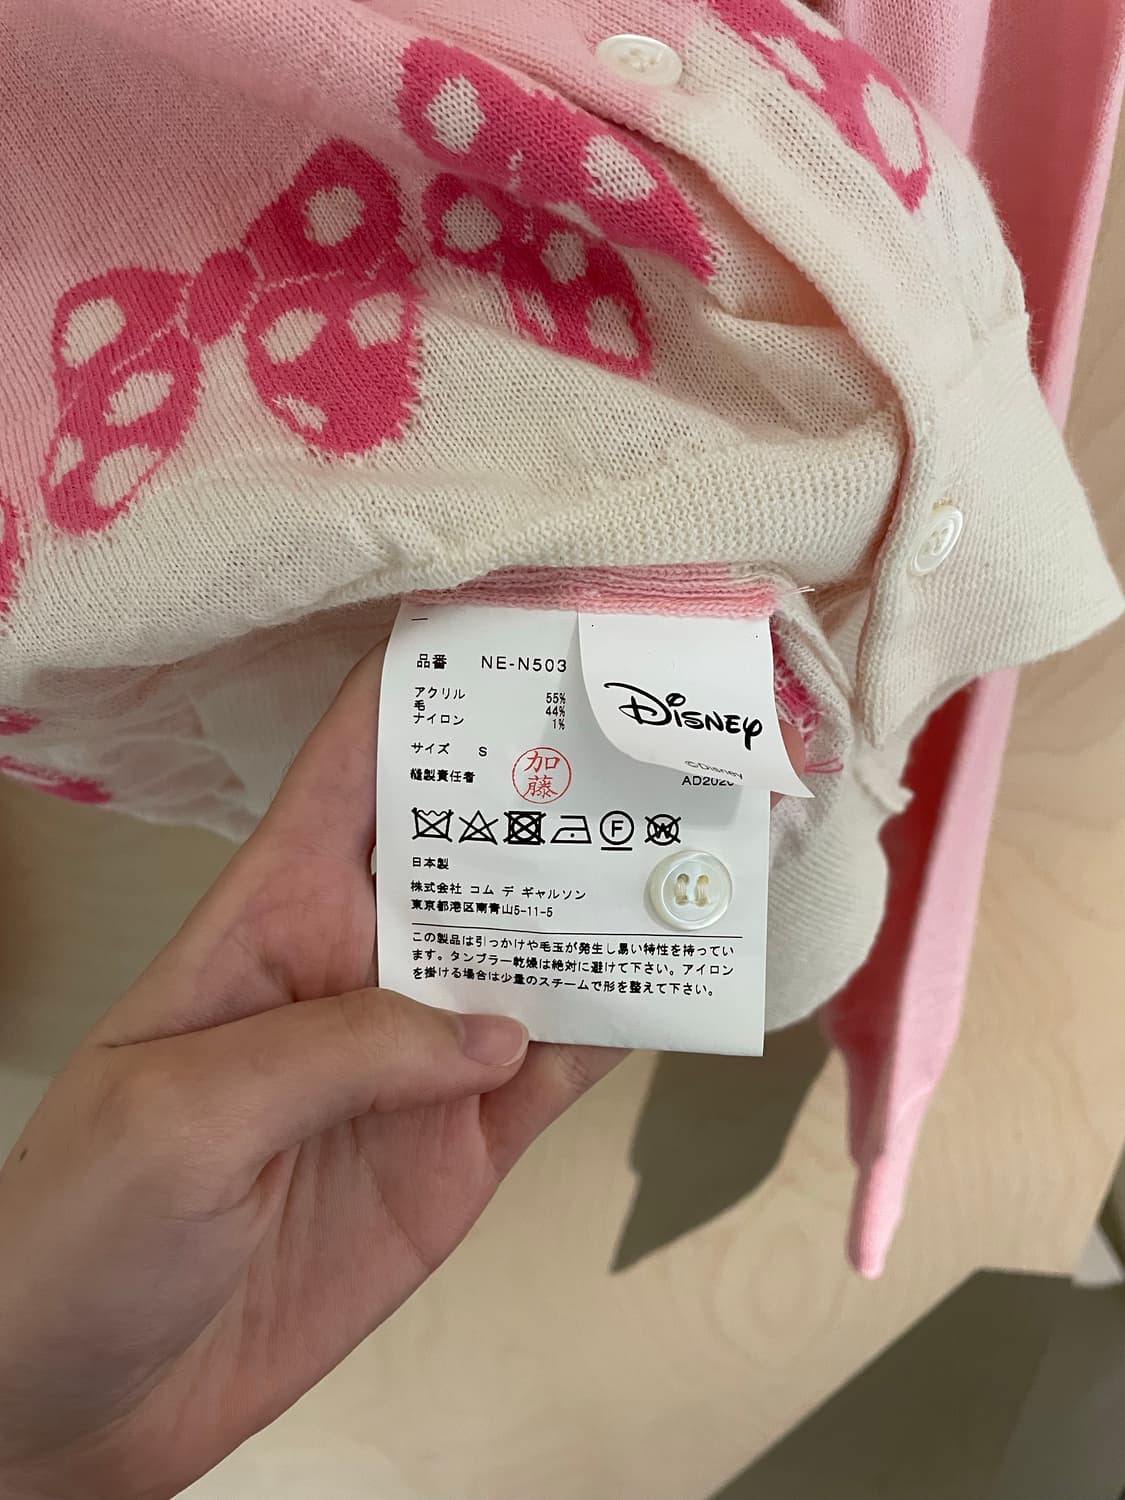 品番 NE-N503
アクリル 55%
毛 44%
ナイロン 1%
サイズ S
縫製責任者 加藤
Disney
©Disney
F
W
日本製
株式会社 コム デ ギャルソン
東京都港区南青山5-11-5
この製品は引っかけや毛玉が発生し易い特性を持ってい
ます。タンブラー乾燥は絶対に避けて下さい。アイロン
を掛ける場合は少量のスチームで形を整えて下さい。